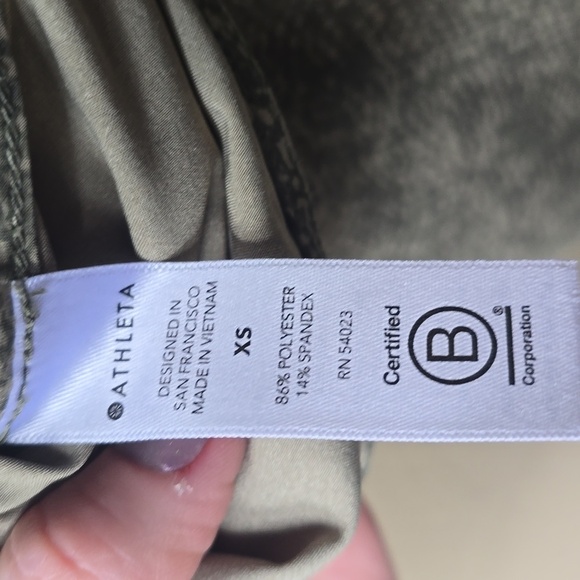 ATHLETA
DESIGNED IN
SAN FRANCISCO
MADE IN VIETNAM
XS
86% POLYESTER
14% SPANDEX
RN 54023
Certified
B
®
Corporation